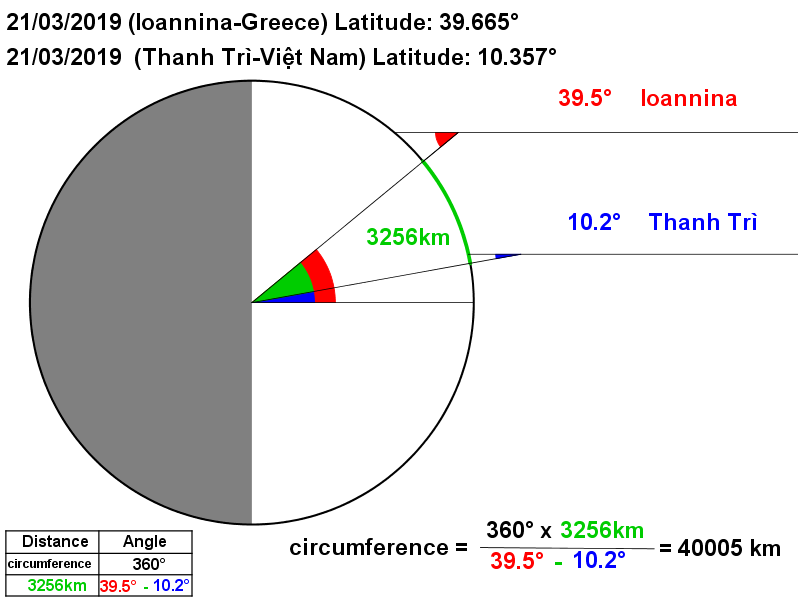 21/03/2019 (Ioannina-Greece) Latitude: 39.665°
21/03/2019 (Thanh Trì-Việt Nam) Latitude: 10.357°
39.5° Ioannina
10.2° Thanh Trì
3256km
Distance Angle
circumference 360°
3256km 39.5° - 10.2°
circumference = 360° x 3256km
39.5° - 10.2°
= 40005 km